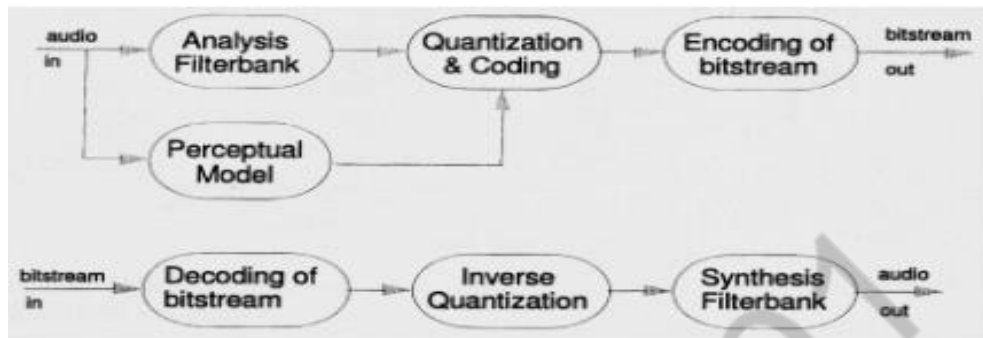 audio
in
Analysis
Filterbank
Quantization
& Coding
Encoding of
bitstream
bitstream
out
Perceptual
Model
bitstream
in
Decoding of
bitstream
Inverse
Quantization
Synthesis
Filterbank
audio
out